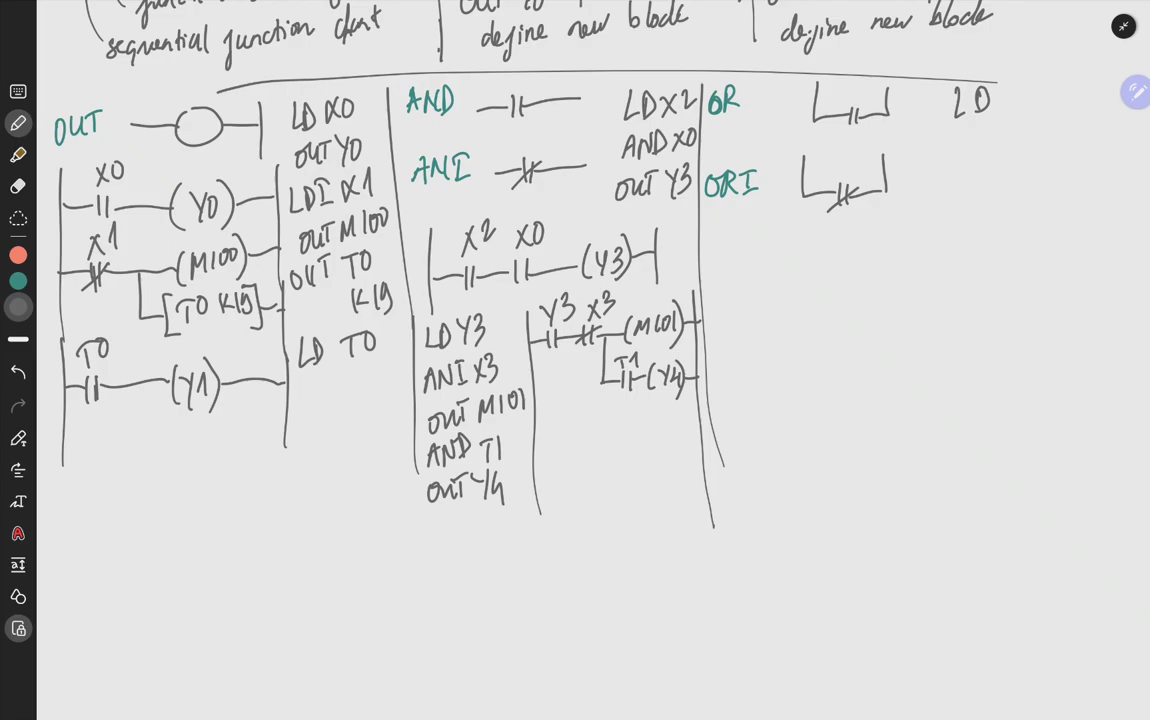 function
sequential function chart
define new block
define new block
OUT
LD X0
OUT Y0
X0
(Y0)
LDI X1
OUT M100
X1
(M100)
OUT T0
K19
[T0 K19]
T0
(Y1)
LD T0
AND
LD X2
AND X0
ANI
OUT Y3
X2 X0
(Y3)
LD Y3
ANI X3
OUT M101
AND T1
OUT Y4
Y3 X3
(M101)
T1
(Y4)
OR
LD
ORI